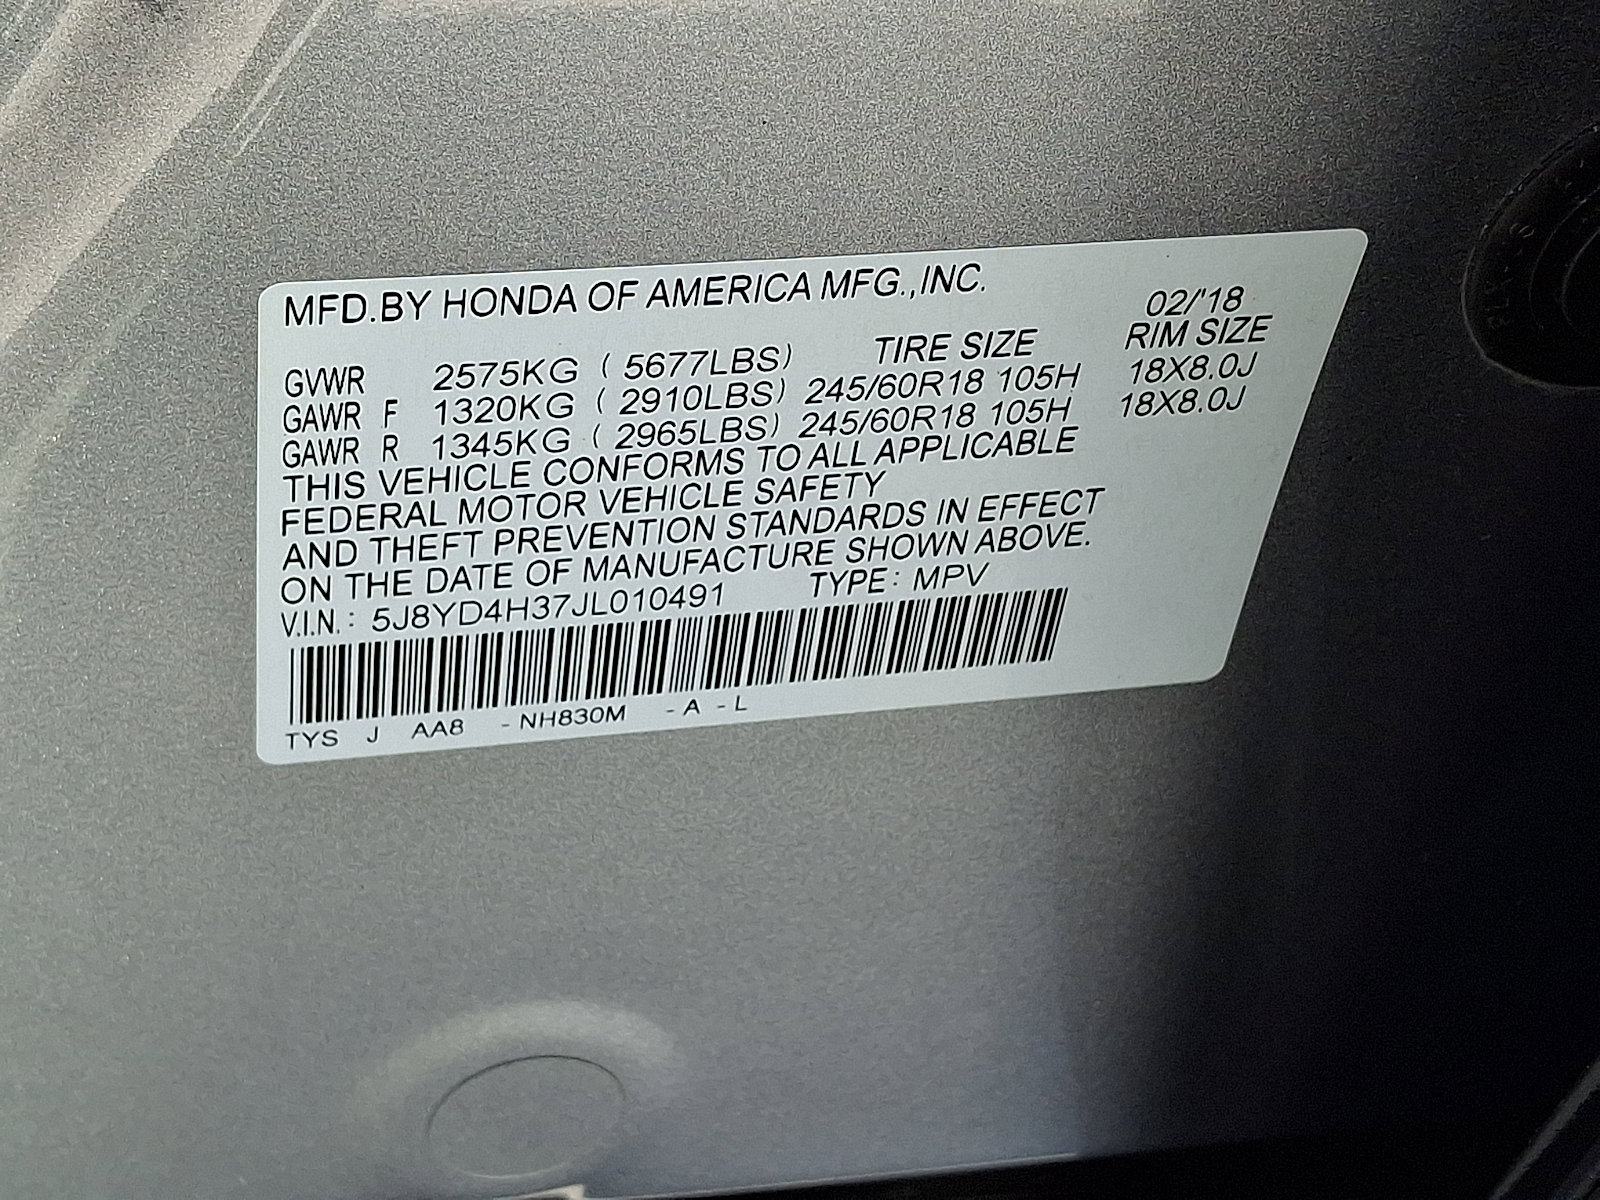 MFD.BY HONDA OF AMERICA MFG.,INC.
02/'18
TIRE SIZE RIM SIZE
GVWR 2575KG ( 5677LBS)
GAWR F 1320KG ( 2910LBS) 245/60R18 105H 18X8.0J
GAWR R 1345KG ( 2965LBS) 245/60R18 105H 18X8.0J
THIS VEHICLE CONFORMS TO ALL APPLICABLE
FEDERAL MOTOR VEHICLE SAFETY
AND THEFT PREVENTION STANDARDS IN EFFECT
ON THE DATE OF MANUFACTURE SHOWN ABOVE.
V.I.N.: 5J8YD4H37JL010491 TYPE: MPV
TYS J AA8 -NH830M -A -L